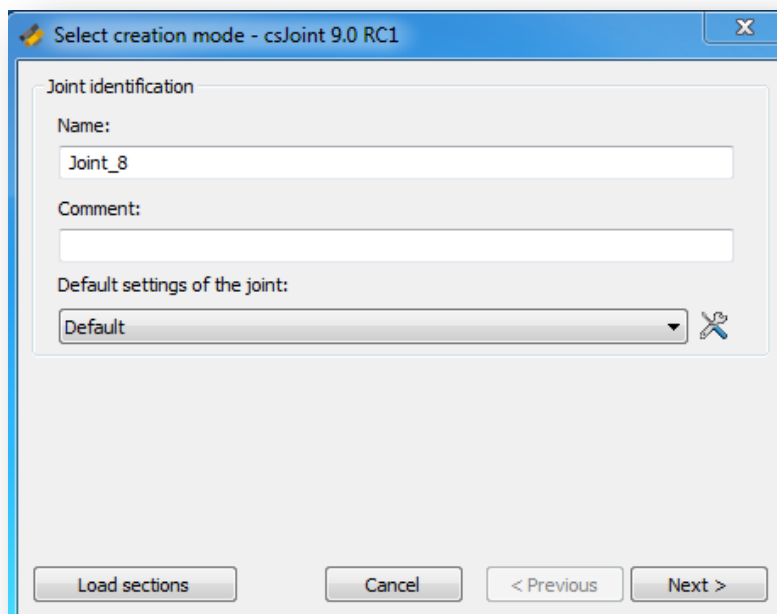 Select creation mode - csJoint 9.0 RC1
Joint identification
Name:
Joint_8
Comment:
Default settings of the joint:
Default
Load sections Cancel < Previous Next >